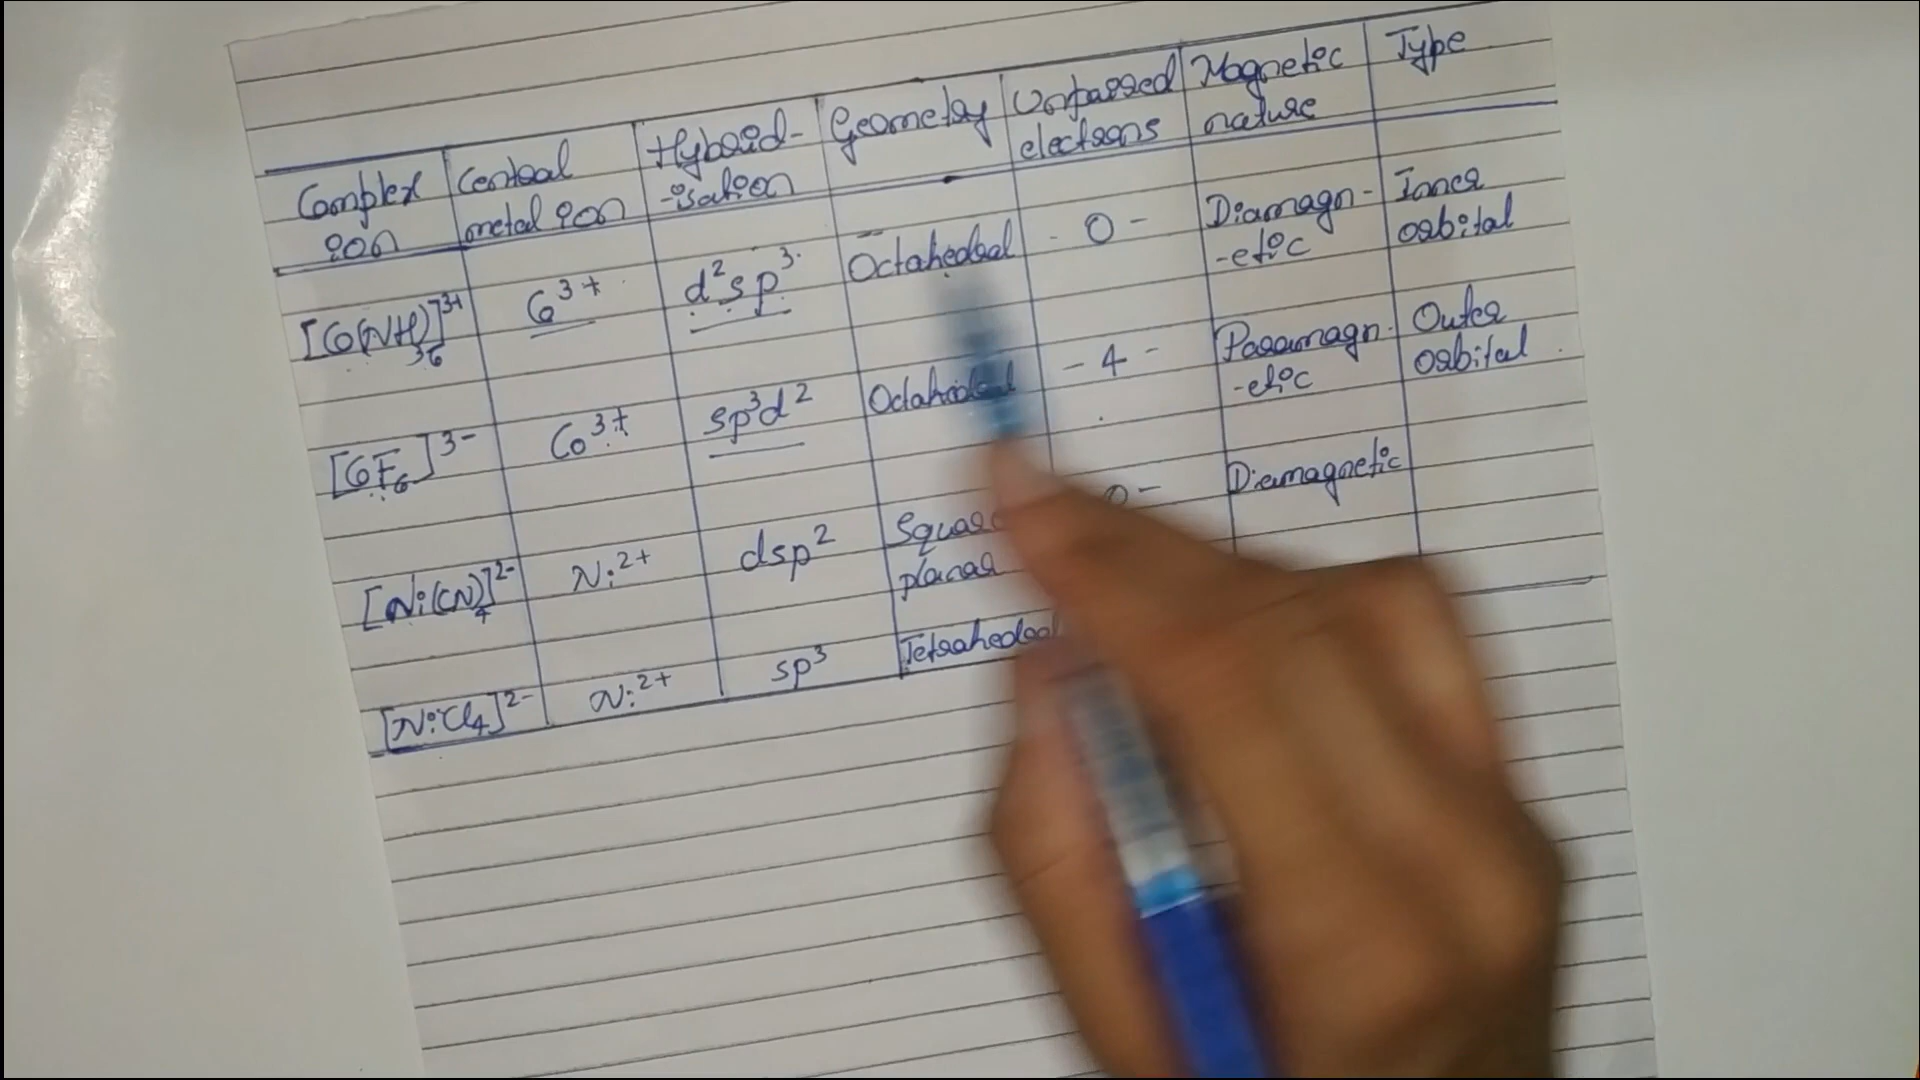 Complex ion
Central metal ion
Hybrid-isation
Geometry
Unpaired electrons
Magnetic nature
Type
[Co(NH3)6]3+
Co3+
d2sp3
Octahedral
- 0 -
Diamagn-etic
Inner orbital
[CoF6]3-
Co3+
sp3d2
Octahedral
- 4 -
Paramagn-etic
Outer orbital
[Ni(CN)4]2-
Ni2+
dsp2
Square planar
0 -
Diamagnetic
[NiCl4]2-
Ni2+
sp3
Tetrahedral